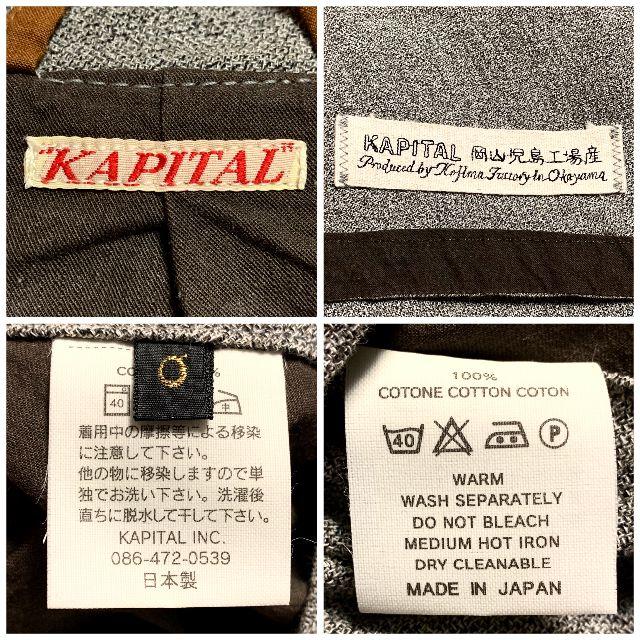 "KAPITAL"
KAPITAL 岡山児島工場産
Produced by Kojima Factory In Okayama
0
40
中
着用中の摩擦等による移染
に注意して下さい。
他の物に移染しますので単
独でお洗い下さい。洗濯後
直ちに脱水して干して下さい。
KAPITAL INC.
086-472-0539
日本製
100%
COTONE COTTON COTON
40
P
WARM
WASH SEPARATELY
DO NOT BLEACH
MEDIUM HOT IRON
DRY CLEANABLE
MADE IN JAPAN